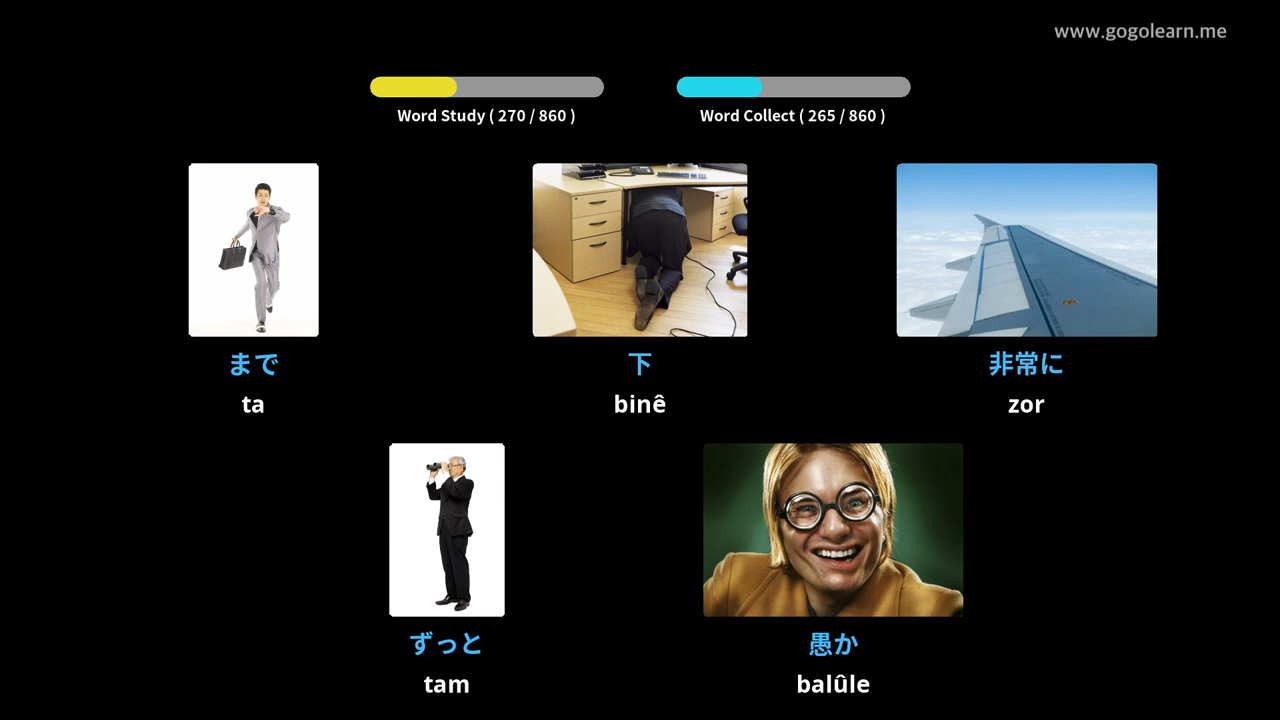 www.gogolearn.me
Word Study ( 270 / 860 )
Word Collect ( 265 / 860 )
まで
ta
下
binê
非常に
zor
ずっと
tam
愚か
balûle